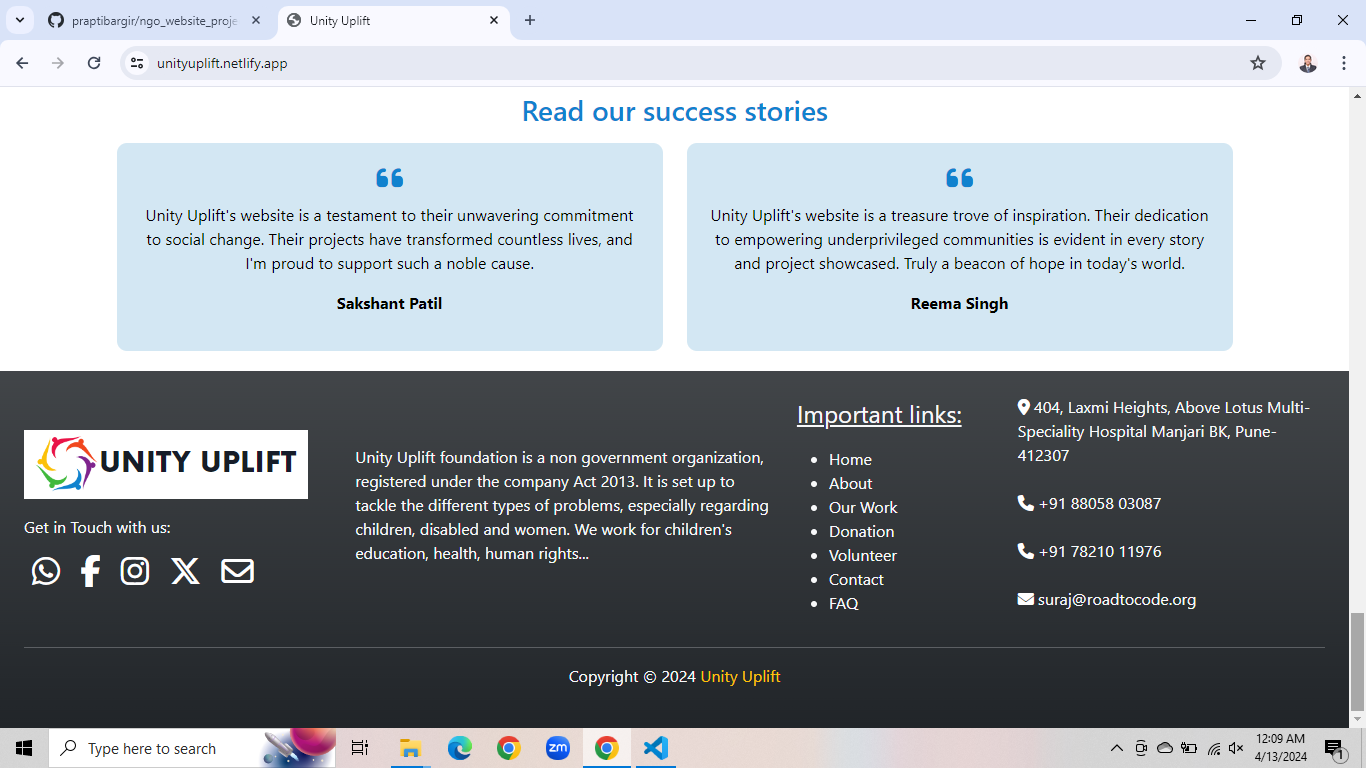 praptibargir/ngo_website_proje
Unity Uplift
unityuplift.netlify.app
Read our success stories
Unity Uplift's website is a testament to their unwavering commitment
to social change. Their projects have transformed countless lives, and
I'm proud to support such a noble cause.
Sakshant Patil
Unity Uplift's website is a treasure trove of inspiration. Their dedication
to empowering underprivileged communities is evident in every story
and project showcased. Truly a beacon of hope in today's world.
Reema Singh
UNITY UPLIFT
Get in Touch with us:
Unity Uplift foundation is a non government organization,
registered under the company Act 2013. It is set up to
tackle the different types of problems, especially regarding
children, disabled and women. We work for children's
education, health, human rights...
Important links:
Home
About
Our Work
Donation
Volunteer
Contact
FAQ
404, Laxmi Heights, Above Lotus Multi-
Speciality Hospital Manjari BK, Pune-
412307
+91 88058 03087
+91 78210 11976
suraj@roadtocode.org
Copyright © 2024 Unity Uplift
Type here to search
zm
12:09 AM
4/13/2024
1